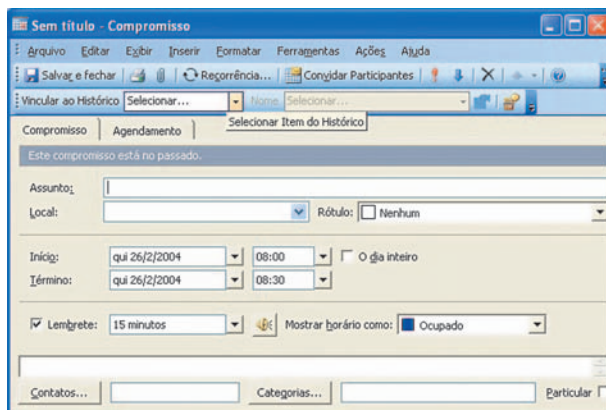 Sem título - Compromisso
Arquivo Editar Exibir Inserir Formatar Ferramentas Ações Ajuda
Salvar e fechar Recorrência... Convidar Participantes
Vincular ao Histórico Selecionar... Nome Selecionar...
Selecionar Item do Histórico
Compromisso Agendamento
Este compromisso está no passado.
Assunto:
Local: Rótulo: Nenhum
Início: qui 26/2/2004 08:00 O dia inteiro
Término: qui 26/2/2004 08:30
Lembrete: 15 minutos Mostrar horário como: Ocupado
Contatos... Categorias... Particular